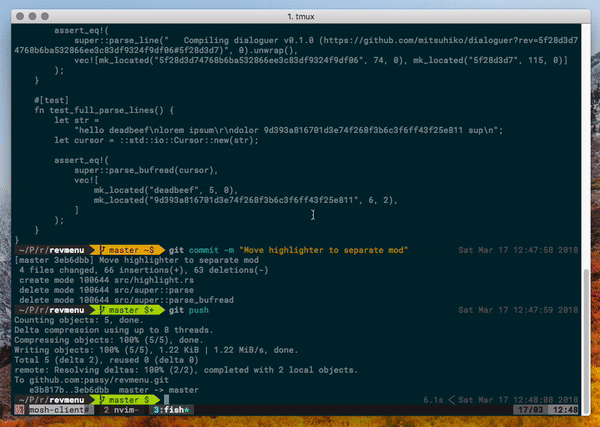 1. tmux
assert_eq!(
super::parse_line("   Compiling dialoguer v0.1.0 (https://github.com/mitsuhiko/dialoguer?rev=5f28d3d7
4768b6ba532866ee3c83df9324f9df06#5f28d3d7)", 0).unwrap(),
vec![mk_located("5f28d3d74768b6ba532866ee3c83df9324f9df06", 74, 0), mk_located("5f28d3d7", 115, 0)]
);
}
#[test]
fn test_full_parse_lines() {
let str =
"hello deadbeef\nlorem ipsum\r\ndolor 9d393a816701d3e74f268f3b6c3f6ff43f25e811 sup\n";
let cursor = ::std::io::Cursor::new(str);
assert_eq!(
super::parse_bufread(cursor),
vec![
mk_located("deadbeef", 5, 0),
mk_located("9d393a816701d3e74f268f3b6c3f6ff43f25e811", 6, 2),
]
);
}
}
~/P/r/revmenu master ~$ git commit -m "Move highlighter to separate mod" Sat Mar 17 12:47:58 2018
[master 3eb6dbb] Move highlighter to separate mod
4 files changed, 66 insertions(+), 63 deletions(-)
create mode 100644 src/highlight.rs
delete mode 100644 src/super::parse
delete mode 100644 src/super::parse_bufread
~/P/r/revmenu master $+ git push Sat Mar 17 12:47:59 2018
Counting objects: 5, done.
Delta compression using up to 8 threads.
Compressing objects: 100% (5/5), done.
Writing objects: 100% (5/5), 1.22 KiB | 1.22 MiB/s, done.
Total 5 (delta 2), reused 0 (delta 0)
remote: Resolving deltas: 100% (2/2), completed with 2 local objects.
To github.com:passy/revmenu.git
e3b817b..3eb6dbb  master -> master
~/P/r/revmenu master $ 6.1s < Sat Mar 17 12:48:08 2018
mosh-client# 2 nvim- 3:fish* 17/03 12:48